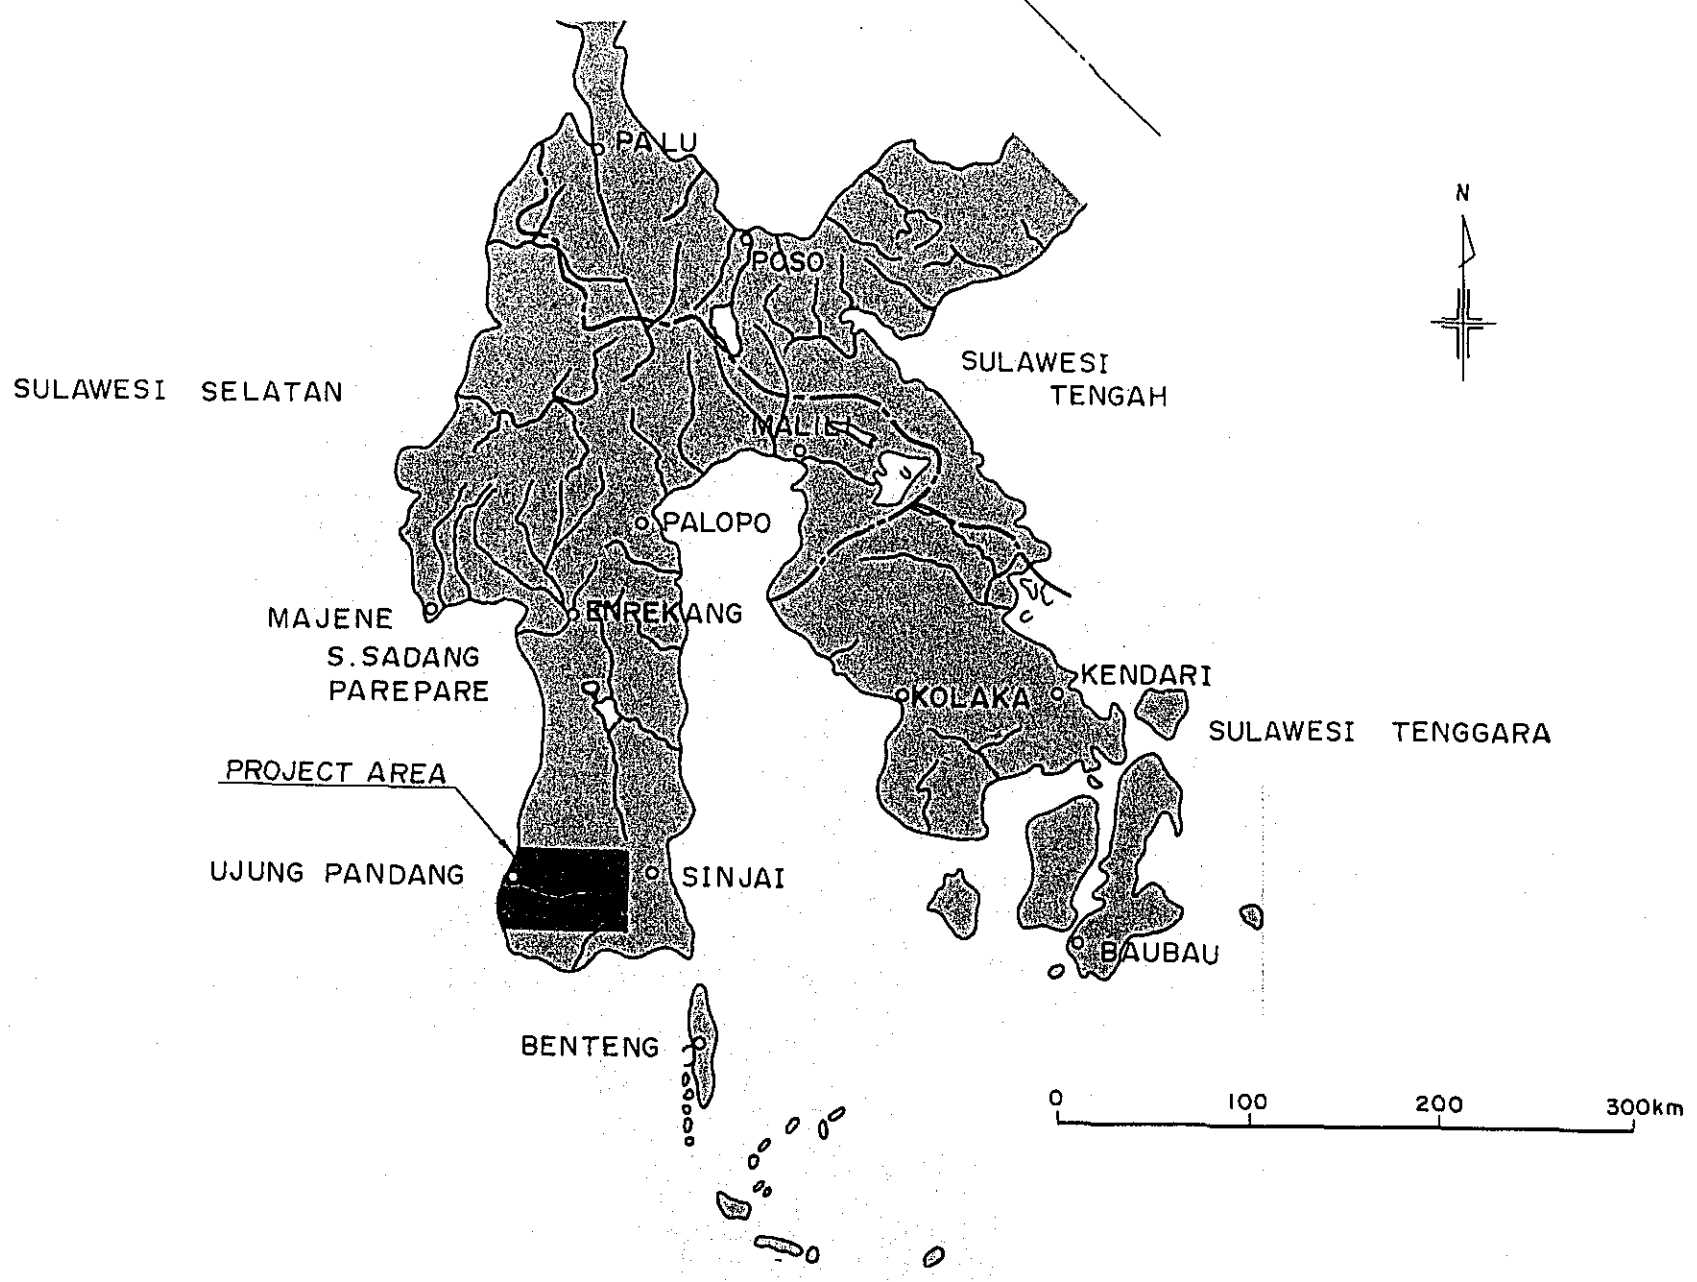 PALU
N
POSO
SULAWESI
TENGAH
SULAWESI SELATAN
MALILI
PALOPO
MAJENE
ENREKANG
S.SADANG
PAREPARE
KENDARI
KOLAKA
SULAWESI TENGGARA
PROJECT AREA
UJUNG PANDANG
SINJAI
BAUBAU
BENTENG
0 100 200 300km